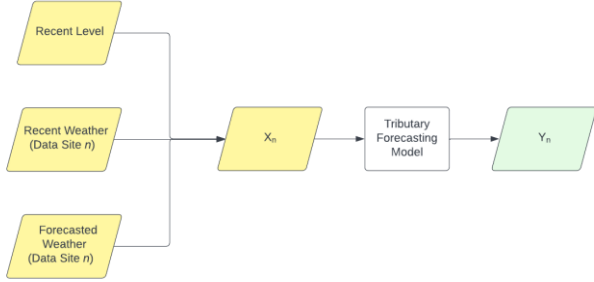 Recent Level
Recent Weather
(Data Site n)
Forecasted
Weather
(Data Site n)
Xn
Tributary
Forecasting
Model
Yn